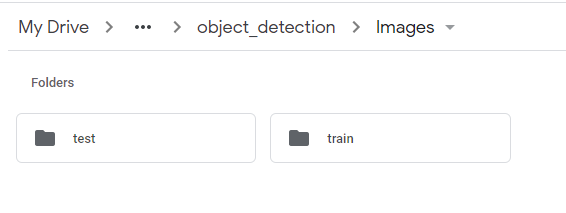 My Drive > ••• > object_detection > Images
Folders
test
train